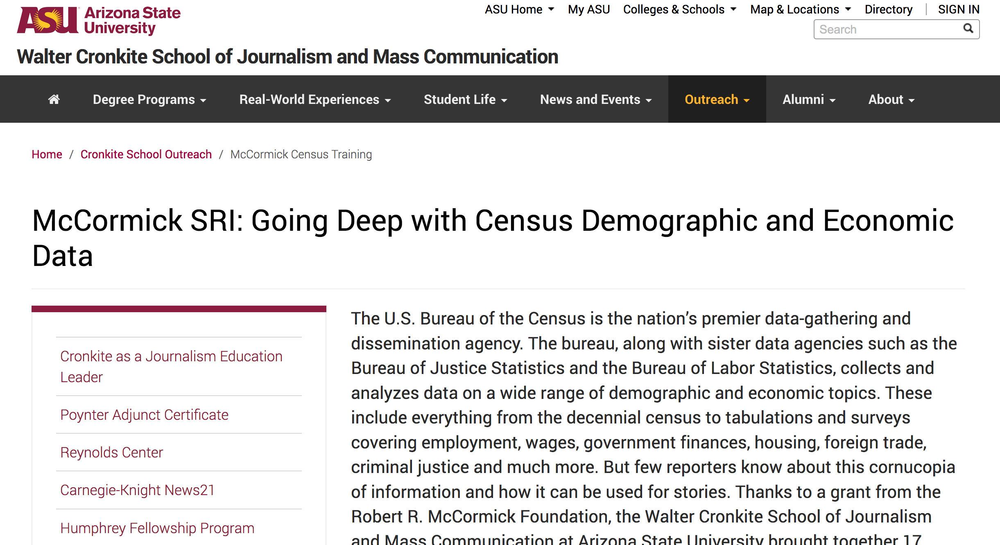 ASU Arizona State
University
ASU Home My ASU Colleges & Schools Map & Locations Directory SIGN IN
Search
Walter Cronkite School of Journalism and Mass Communication
Degree Programs Real-World Experiences Student Life News and Events Outreach Alumni About
Home / Cronkite School Outreach / McCormick Census Training
McCormick SRI: Going Deep with Census Demographic and Economic
Data
Cronkite as a Journalism Education
Leader
Poynter Adjunct Certificate
Reynolds Center
Carnegie-Knight News21
Humphrey Fellowship Program
The U.S. Bureau of the Census is the nation’s premier data-gathering and
dissemination agency. The bureau, along with sister data agencies such as the
Bureau of Justice Statistics and the Bureau of Labor Statistics, collects and
analyzes data on a wide range of demographic and economic topics. These
include everything from the decennial census to tabulations and surveys
covering employment, wages, government finances, housing, foreign trade,
criminal justice and much more. But few reporters know about this cornucopia
of information and how it can be used for stories. Thanks to a grant from the
Robert R. McCormick Foundation, the Walter Cronkite School of Journalism
and Mass Communication at Arizona State University brought together 17